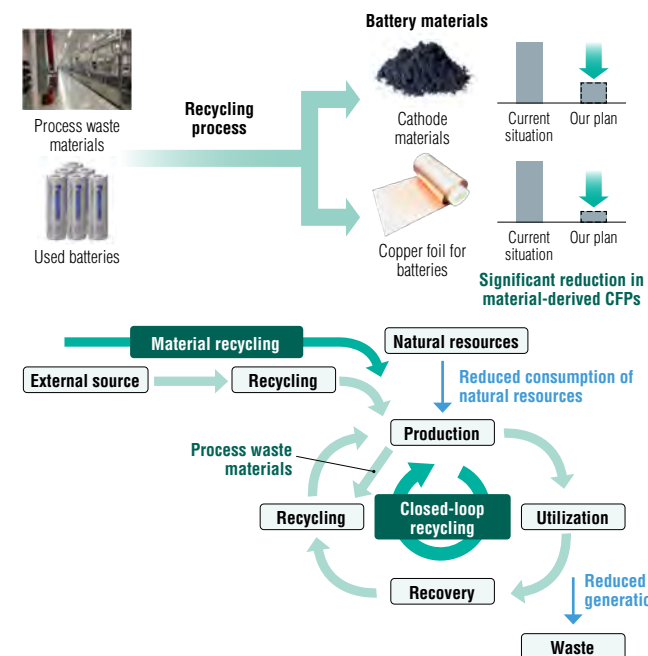 Battery materials
Process waste
materials
Recycling
process
Cathode
materials
Current
situation
Our plan
Used batteries
Copper foil for
batteries
Current
situation
Our plan
Significant reduction in
material-derived CFPs
Material recycling
Natural resources
External source
Recycling
Reduced consumption of
natural resources
Production
Process waste
materials
Recycling
Closed-loop
recycling
Utilization
Recovery
Reduced
Waste